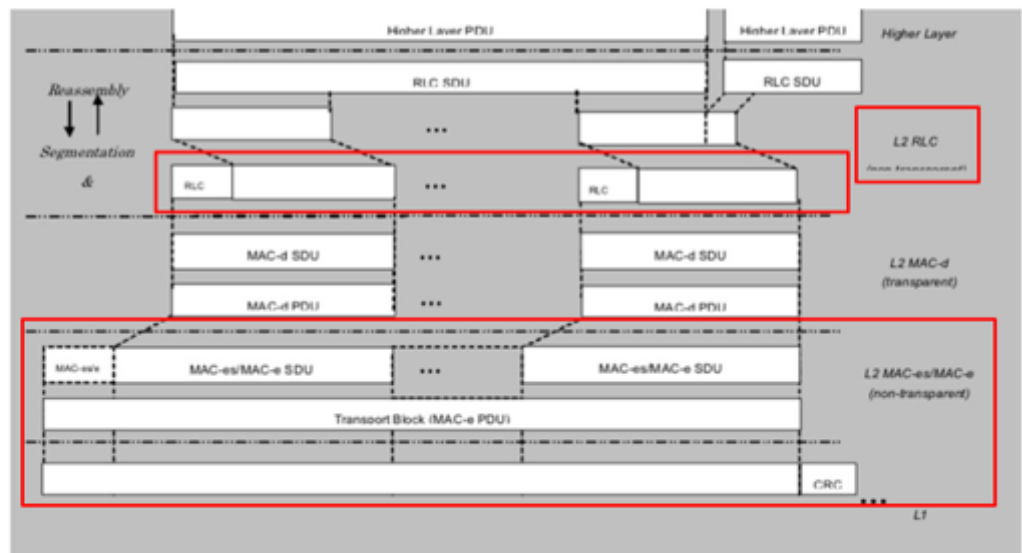 Higher Layer PDU
Higher Layer PDU
Higher Layer
RLC SDU
RLC SDU
Reassembly
...
L2 RLC
(non-transparent)
Segmentation
&
RLC
...
RLC
MAC-d SDU
...
MAC-d SDU
L2 MAC-d
(transparent)
MAC-d PDU
...
MAC-d PDU
MAC-es/e
MAC-es/MAC-e SDU
...
MAC-es/MAC-e SDU
L2 MAC-es/MAC-e
(non-transparent)
Transport Block (MAC-e PDU)
CRC
...
L1